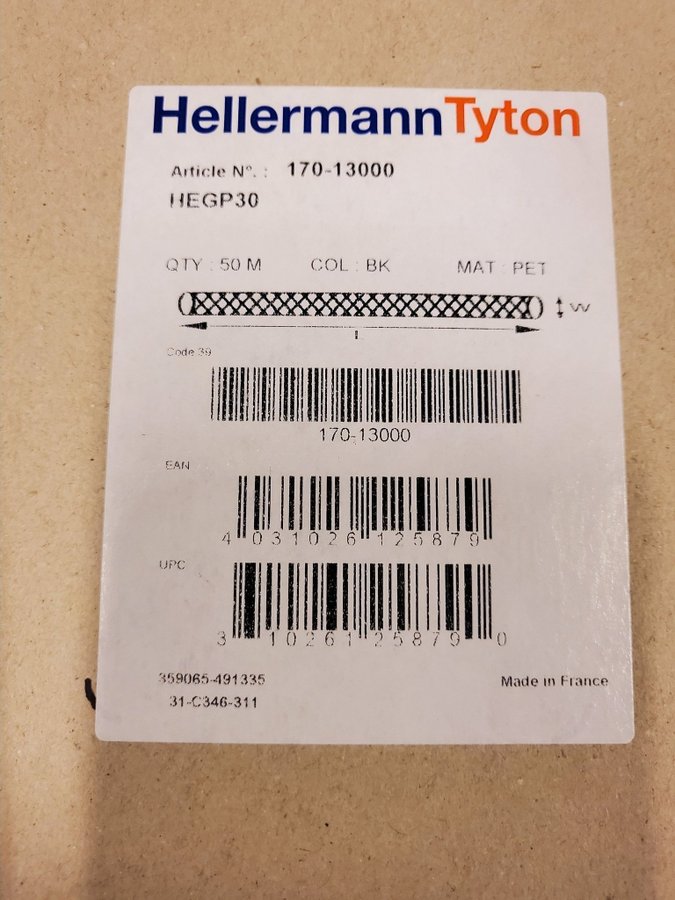 HellermannTyton
Article N°. : 170-13000
HEGP30
QTY : 50 M COL : BK MAT : PET
W
L
Code 39
170-13000
EAN
4 031026 125879
UPC
3 10261 25879 0
359065-491335 Made in France
31-C346-311